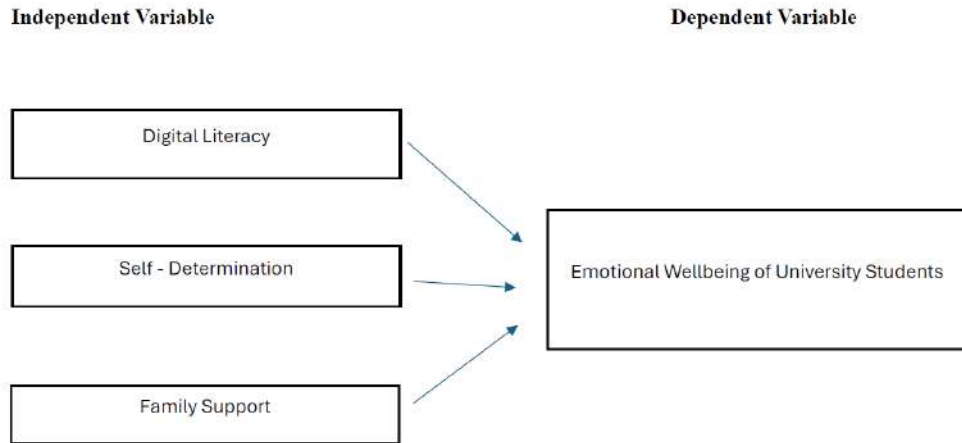 Independent Variable
Dependent Variable
Digital Literacy
Self - Determination
Emotional Wellbeing of University Students
Family Support